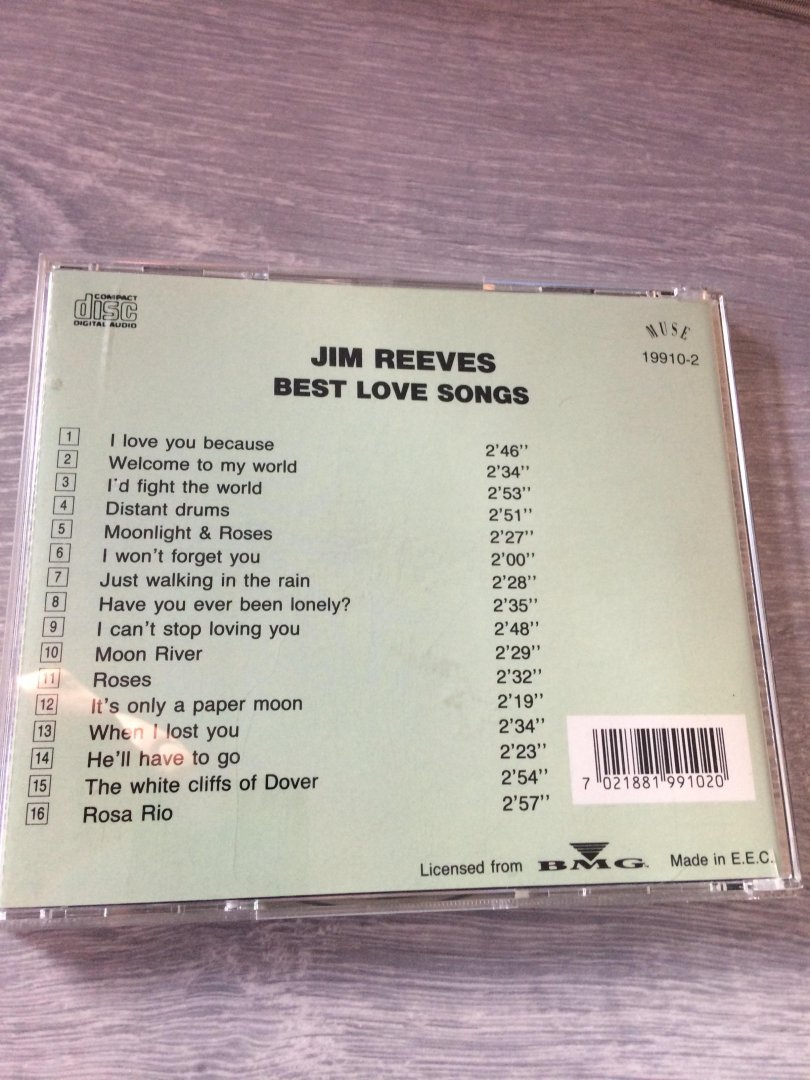 COMPACT
disc
DIGITAL AUDIO
MUSE
19910-2
JIM REEVES
BEST LOVE SONGS
1 I love you because 2'46''
2 Welcome to my world 2'34''
3 I'd fight the world 2'53''
4 Distant drums 2'51''
5 Moonlight & Roses 2'27''
6 I won't forget you 2'00''
7 Just walking in the rain 2'28''
8 Have you ever been lonely? 2'35''
9 I can't stop loving you 2'48''
10 Moon River 2'29''
11 Roses 2'32''
12 It's only a paper moon 2'19''
13 When I lost you 2'34''
14 He'll have to go 2'23''
15 The white cliffs of Dover 2'54''
16 Rosa Rio 2'57''
7 021881 991020
Licensed from BMG Made in E.E.C.